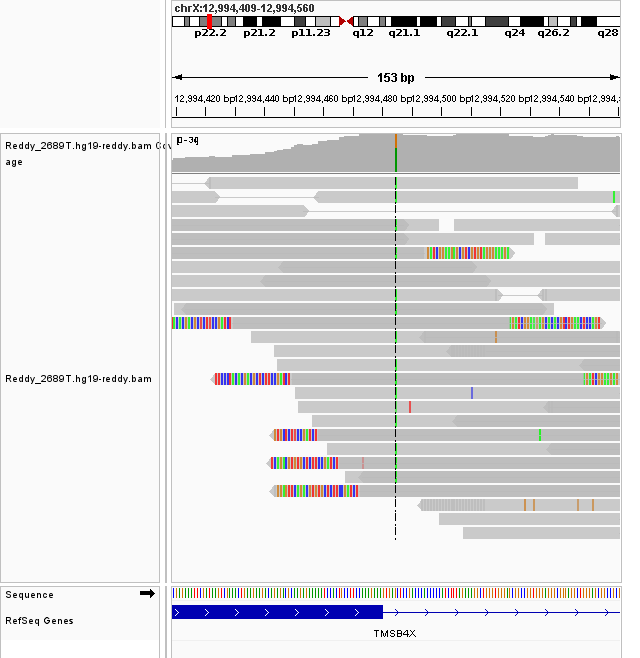 chrX:12,994,409-12,994,560
p22.2 p21.2 p11.23 q12 q21.1 q22.1 q24 q26.2 q28
153 bp
12,994,420 bp 12,994,440 bp 12,994,460 bp 12,994,480 bp 12,994,500 bp 12,994,520 bp 12,994,540 bp
Reddy_2689T.hg19-reddy.bam Cov
age
Reddy_2689T.hg19-reddy.bam
Sequence
RefSeq Genes
TMSB4X